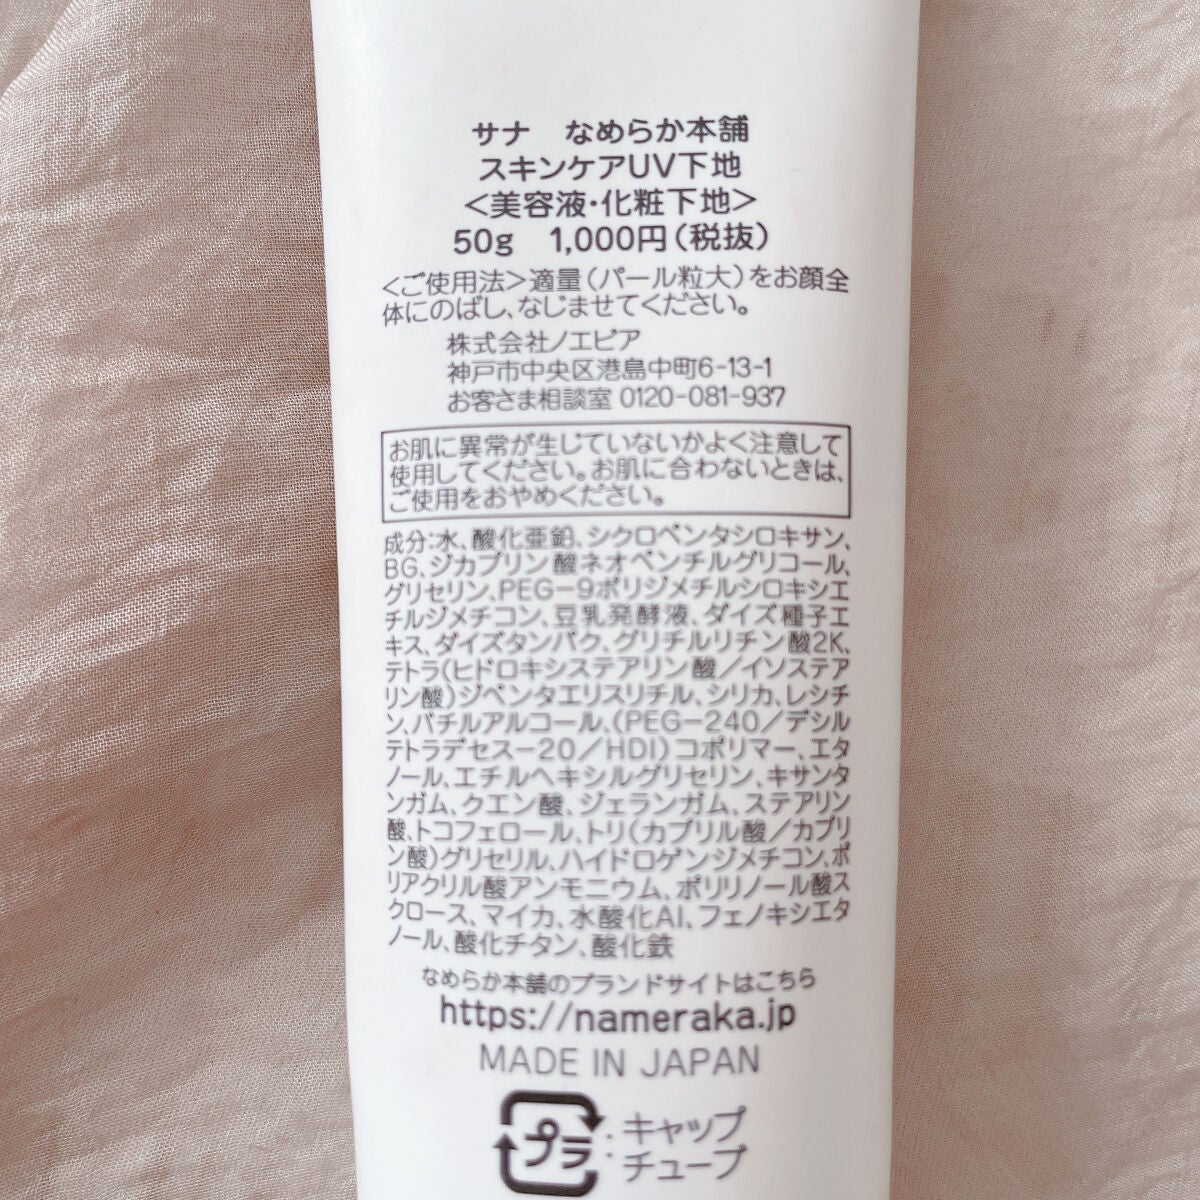 サナ なめらか本舗
スキンケアUV下地
<美容液・化粧下地>
50g 1,000円(税抜)
<ご使用法>適量(パール粒大)をお顔全
体にのばし、なじませてください。
株式会社ノエビア
神戸市中央区港島中町6-13-1
お客さま相談室 0120-081-937
お肌に異常が生じていないかよく注意して
使用してください。お肌に合わないときは、
ご使用をおやめください。
成分:水、酸化亜鉛、シクロペンタシロキサン、
BG、ジカプリン酸ネオペンチルグリコール、
グリセリン、PEG-9ポリジメチルシロキシエ
チルジメチコン、豆乳発酵液、ダイズ種子エ
キス、ダイズタンパク、グリチルリチン酸2K、
テトラ(ヒドロキシステアリン酸/イソステア
リン酸)ジペンタエリスリチル、シリカ、レシチ
ン、バチルアルコール、(PEG-240/デシル
テトラデセス-20/HDI)コポリマー、エタ
ノール、エチルヘキシルグリセリン、キサンタ
ンガム、クエン酸、ジェランガム、ステアリン
酸、トコフェロール、トリ(カプリル酸/カプリ
ン酸)グリセリル、ハイドロゲンジメチコン、ポ
リアクリル酸アンモニウム、ポリリノール酸ス
クロース、マイカ、水酸化Al、フェノキシエタ
ノール、酸化チタン、酸化鉄
なめらか本舗のブランドサイトはこちら
https://nameraka.jp
MADE IN JAPAN
プラ :キャップ
チューブ